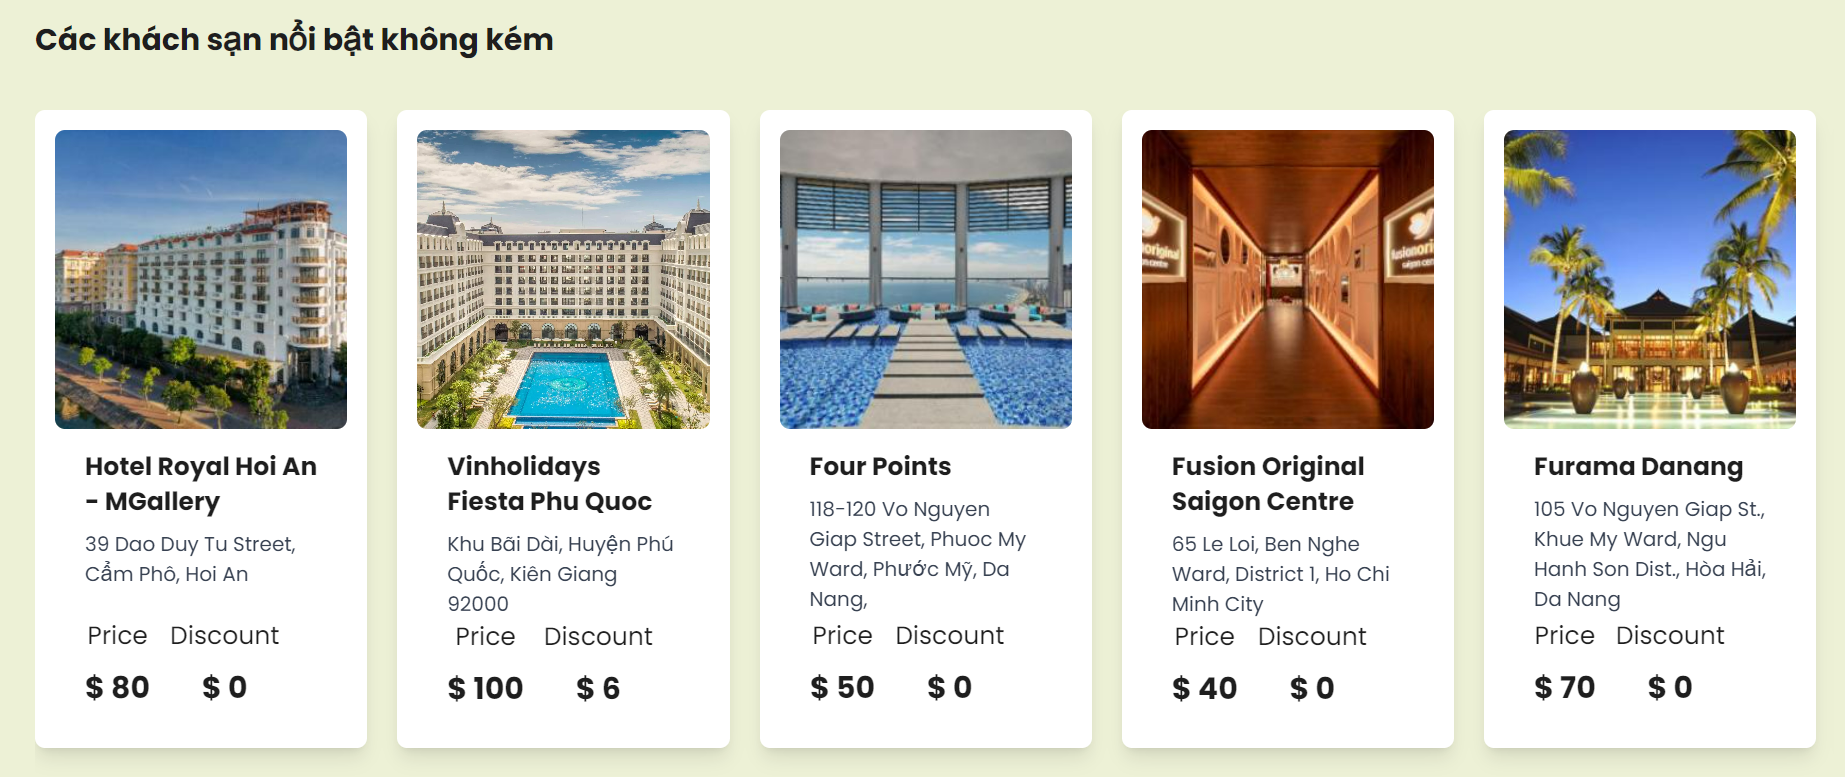 Các khách sạn nổi bật không kém
Hotel Royal Hoi An
- MGallery
39 Dao Duy Tu Street,
Cẩm Phô, Hoi An
Price Discount
$ 80 $ 0
Vinholidays
Fiesta Phu Quoc
Khu Bãi Dài, Huyện Phú
Quốc, Kiên Giang
92000
Price Discount
$ 100 $ 6
Four Points
118-120 Vo Nguyen
Giap Street, Phuoc My
Ward, Phước Mỹ, Da
Nang,
Price Discount
$ 50 $ 0
original
fusionori
saigon cen
Fusion Original
Saigon Centre
65 Le Loi, Ben Nghe
Ward, District 1, Ho Chi
Minh City
Price Discount
$ 40 $ 0
Furama Danang
105 Vo Nguyen Giap St.,
Khue My Ward, Ngu
Hanh Son Dist., Hòa Hải,
Da Nang
Price Discount
$ 70 $ 0